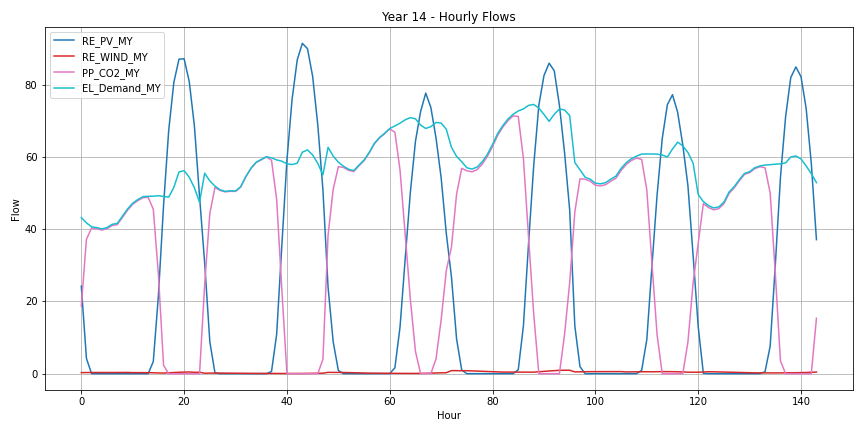 Year 14 - Hourly Flows
RE_PV_MY
RE_WIND_MY
PP_CO2_MY
EL_Demand_MY
Flow
80
60
40
20
0
0 20 40 60 80 100 120 140
Hour